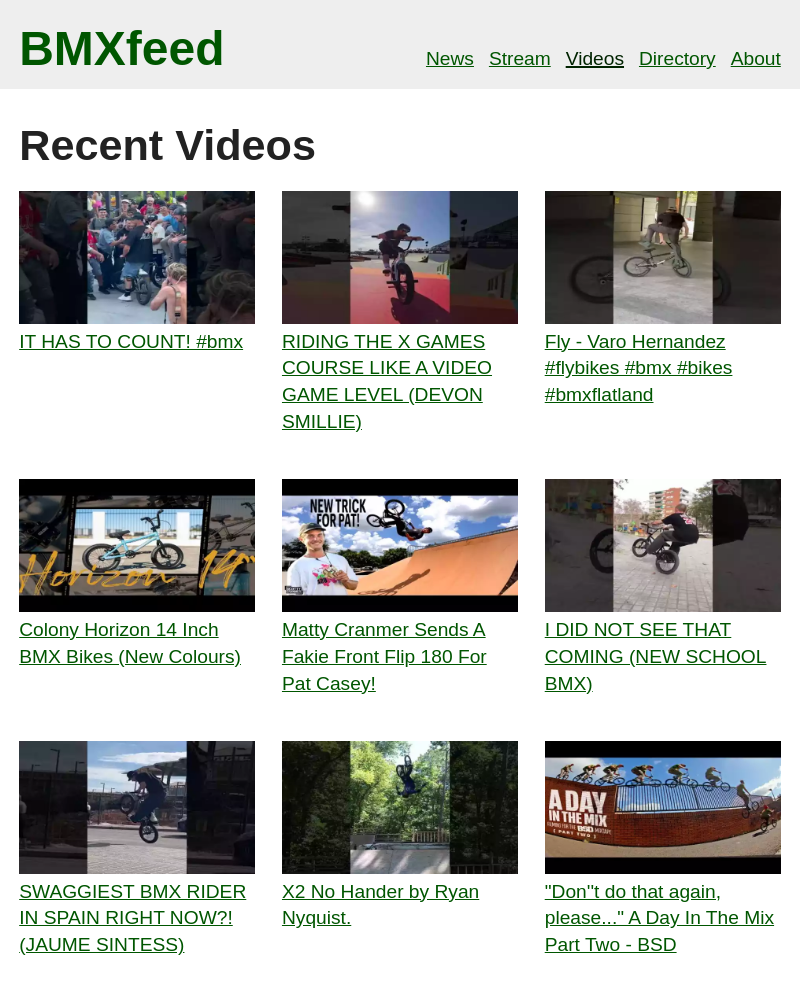 BMXfeed
News Stream Videos Directory About
Recent Videos
IT HAS TO COUNT! #bmx
RIDING THE X GAMES
COURSE LIKE A VIDEO
GAME LEVEL (DEVON
SMILLIE)
Fly - Varo Hernandez
#flybikes #bmx #bikes
#bmxflatland
Horizon 14"
NEW TRICK
FOR PAT!
Colony Horizon 14 Inch
BMX Bikes (New Colours)
Matty Cranmer Sends A
Fakie Front Flip 180 For
Pat Casey!
I DID NOT SEE THAT
COMING (NEW SCHOOL
BMX)
A DAY
IN THE MIX
( PART TWO )
SWAGGIEST BMX RIDER
IN SPAIN RIGHT NOW?!
(JAUME SINTESS)
X2 No Hander by Ryan
Nyquist.
"Don"t do that again,
please..." A Day In The Mix
Part Two - BSD